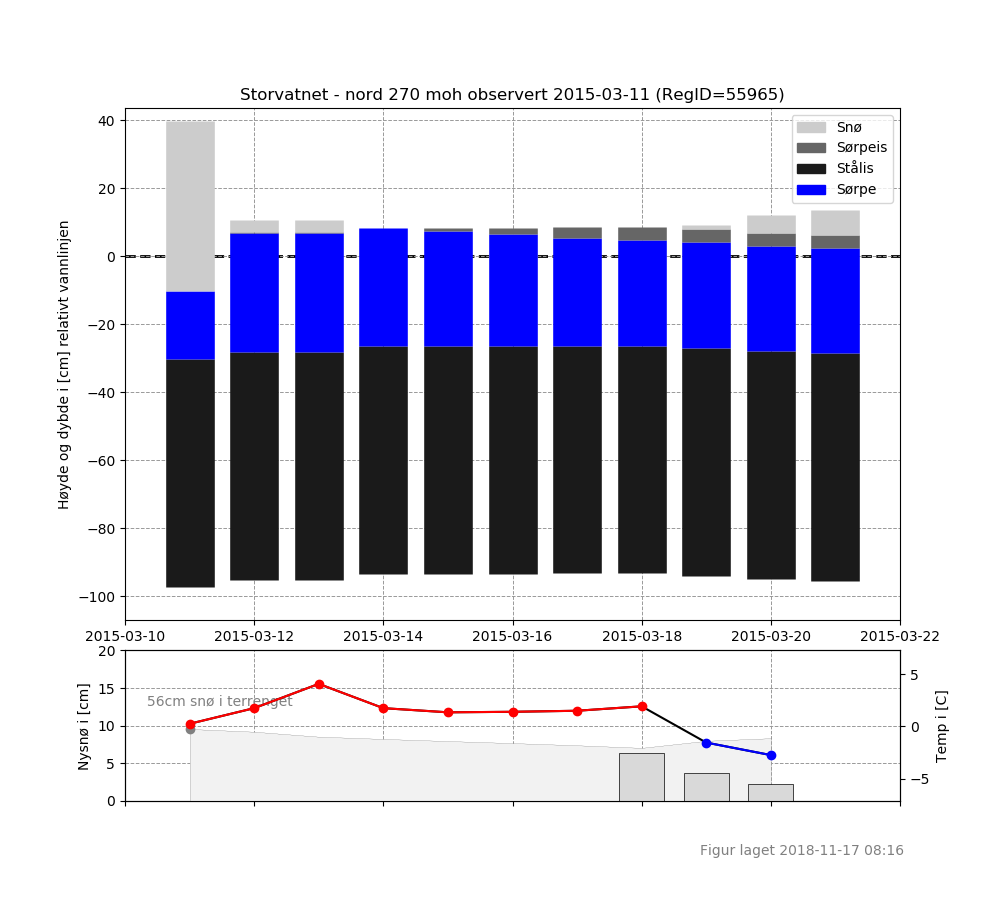 Storvatnet - nord 270 moh observert 2015-03-11 (RegID=55965)
Høyde og dybde i [cm] relativt vannlinjen
40
20
0
−20
−40
−60
−80
−100
Snø
Sørpeis
Stålis
Sørpe
2015-03-10 2015-03-12 2015-03-14 2015-03-16 2015-03-18 2015-03-20 2015-03-22
Nysnø i [cm]
20
15
10
5
0
56cm snø i terrenget
5
0
−5
Temp i [C]
Figur laget 2018-11-17 08:16